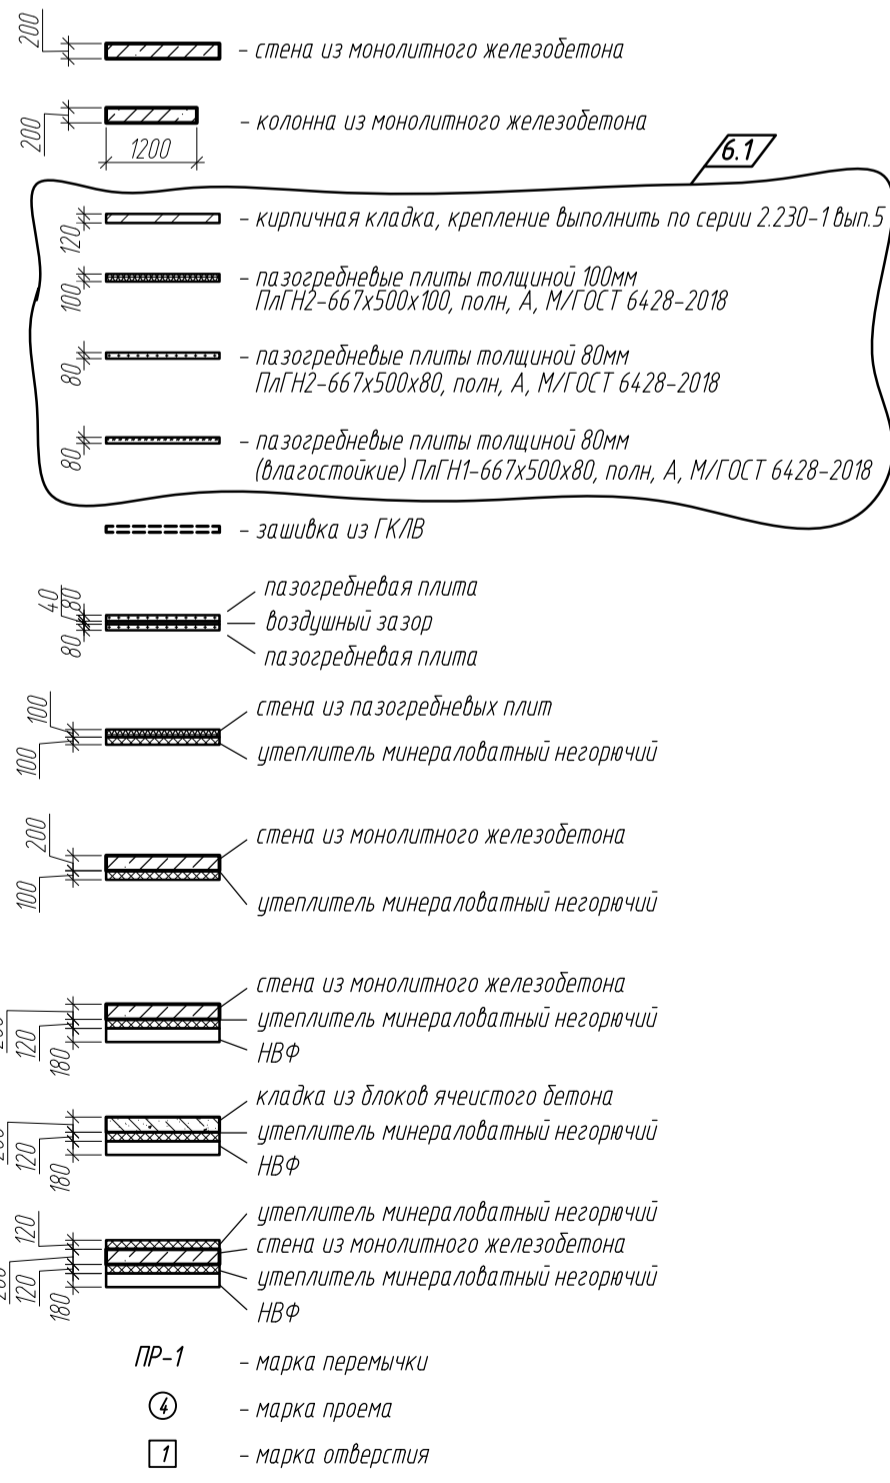 200
– стена из монолитного железобетона
200
1200
– колонна из монолитного железобетона
6.1
120
– кирпичная кладка, крепление выполнить по серии 2.230-1 вып.5
100
– пазогребневые плиты толщиной 100мм
ПлГН2-667х500х100, полн, А, М/ГОСТ 6428-2018
80
– пазогребневые плиты толщиной 80мм
ПлГН2-667х500х80, полн, А, М/ГОСТ 6428-2018
80
– пазогребневые плиты толщиной 80мм
(влагостойкие) ПлГН1-667х500х80, полн, А, М/ГОСТ 6428-2018
– зашивка из ГКЛВ
40
80
80
пазогребневая плита
воздушный зазор
пазогребневая плита
100
100
стена из пазогребневых плит
утеплитель минераловатный негорючий
200
100
стена из монолитного железобетона
утеплитель минераловатный негорючий
120
180
стена из монолитного железобетона
утеплитель минераловатный негорючий
НВФ
120
180
кладка из блоков ячеистого бетона
утеплитель минераловатный негорючий
НВФ
120
120
180
утеплитель минераловатный негорючий
стена из монолитного железобетона
утеплитель минераловатный негорючий
НВФ
ПР-1 – марка перемычки
4 – марка проема
1 – марка отверстия